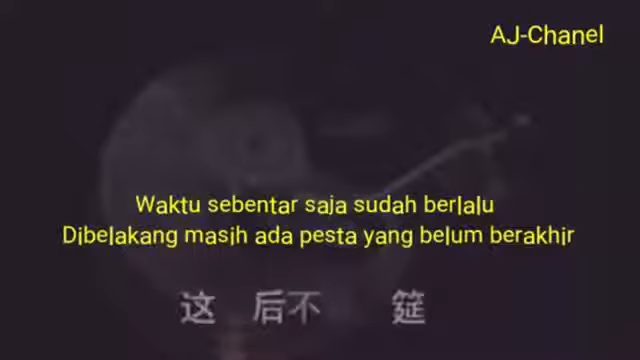 AJ-Chanel
Waktu sebentar saja sudah berlalu
Dibelakang masih ada pesta yang belum berakhir
这 后不 筵